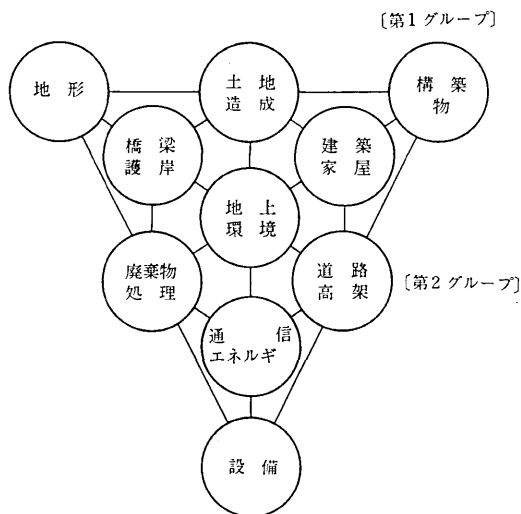 〔第1グループ〕
地形
土地
造成
構築
物
橋梁
護岸
建築
家屋
地上
環境
廃棄物
処理
道路
高架
〔第2グループ〕
通信
エネルギ
設備